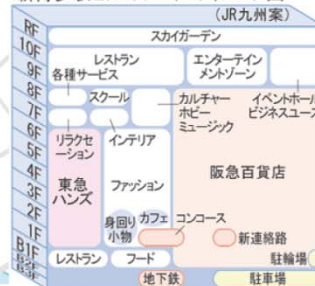 （JR九州案）
RF
スカイガーデン
10F
9F
レストラン
各種サービス
エンターテイン
メントゾーン
8F
スクール
カルチャー
ホビー
ミュージック
イベントホール
ビジネスユース
7F
6F
リラクセ
ーション
インテリア
5F
4F
東急
ハンズ
ファッション
阪急百貨店
3F
2F
身回り
小物
カフェ
コンコース
1F
新連絡路
B1F
レストラン
フード
駐輪場
地下鉄
駐車場